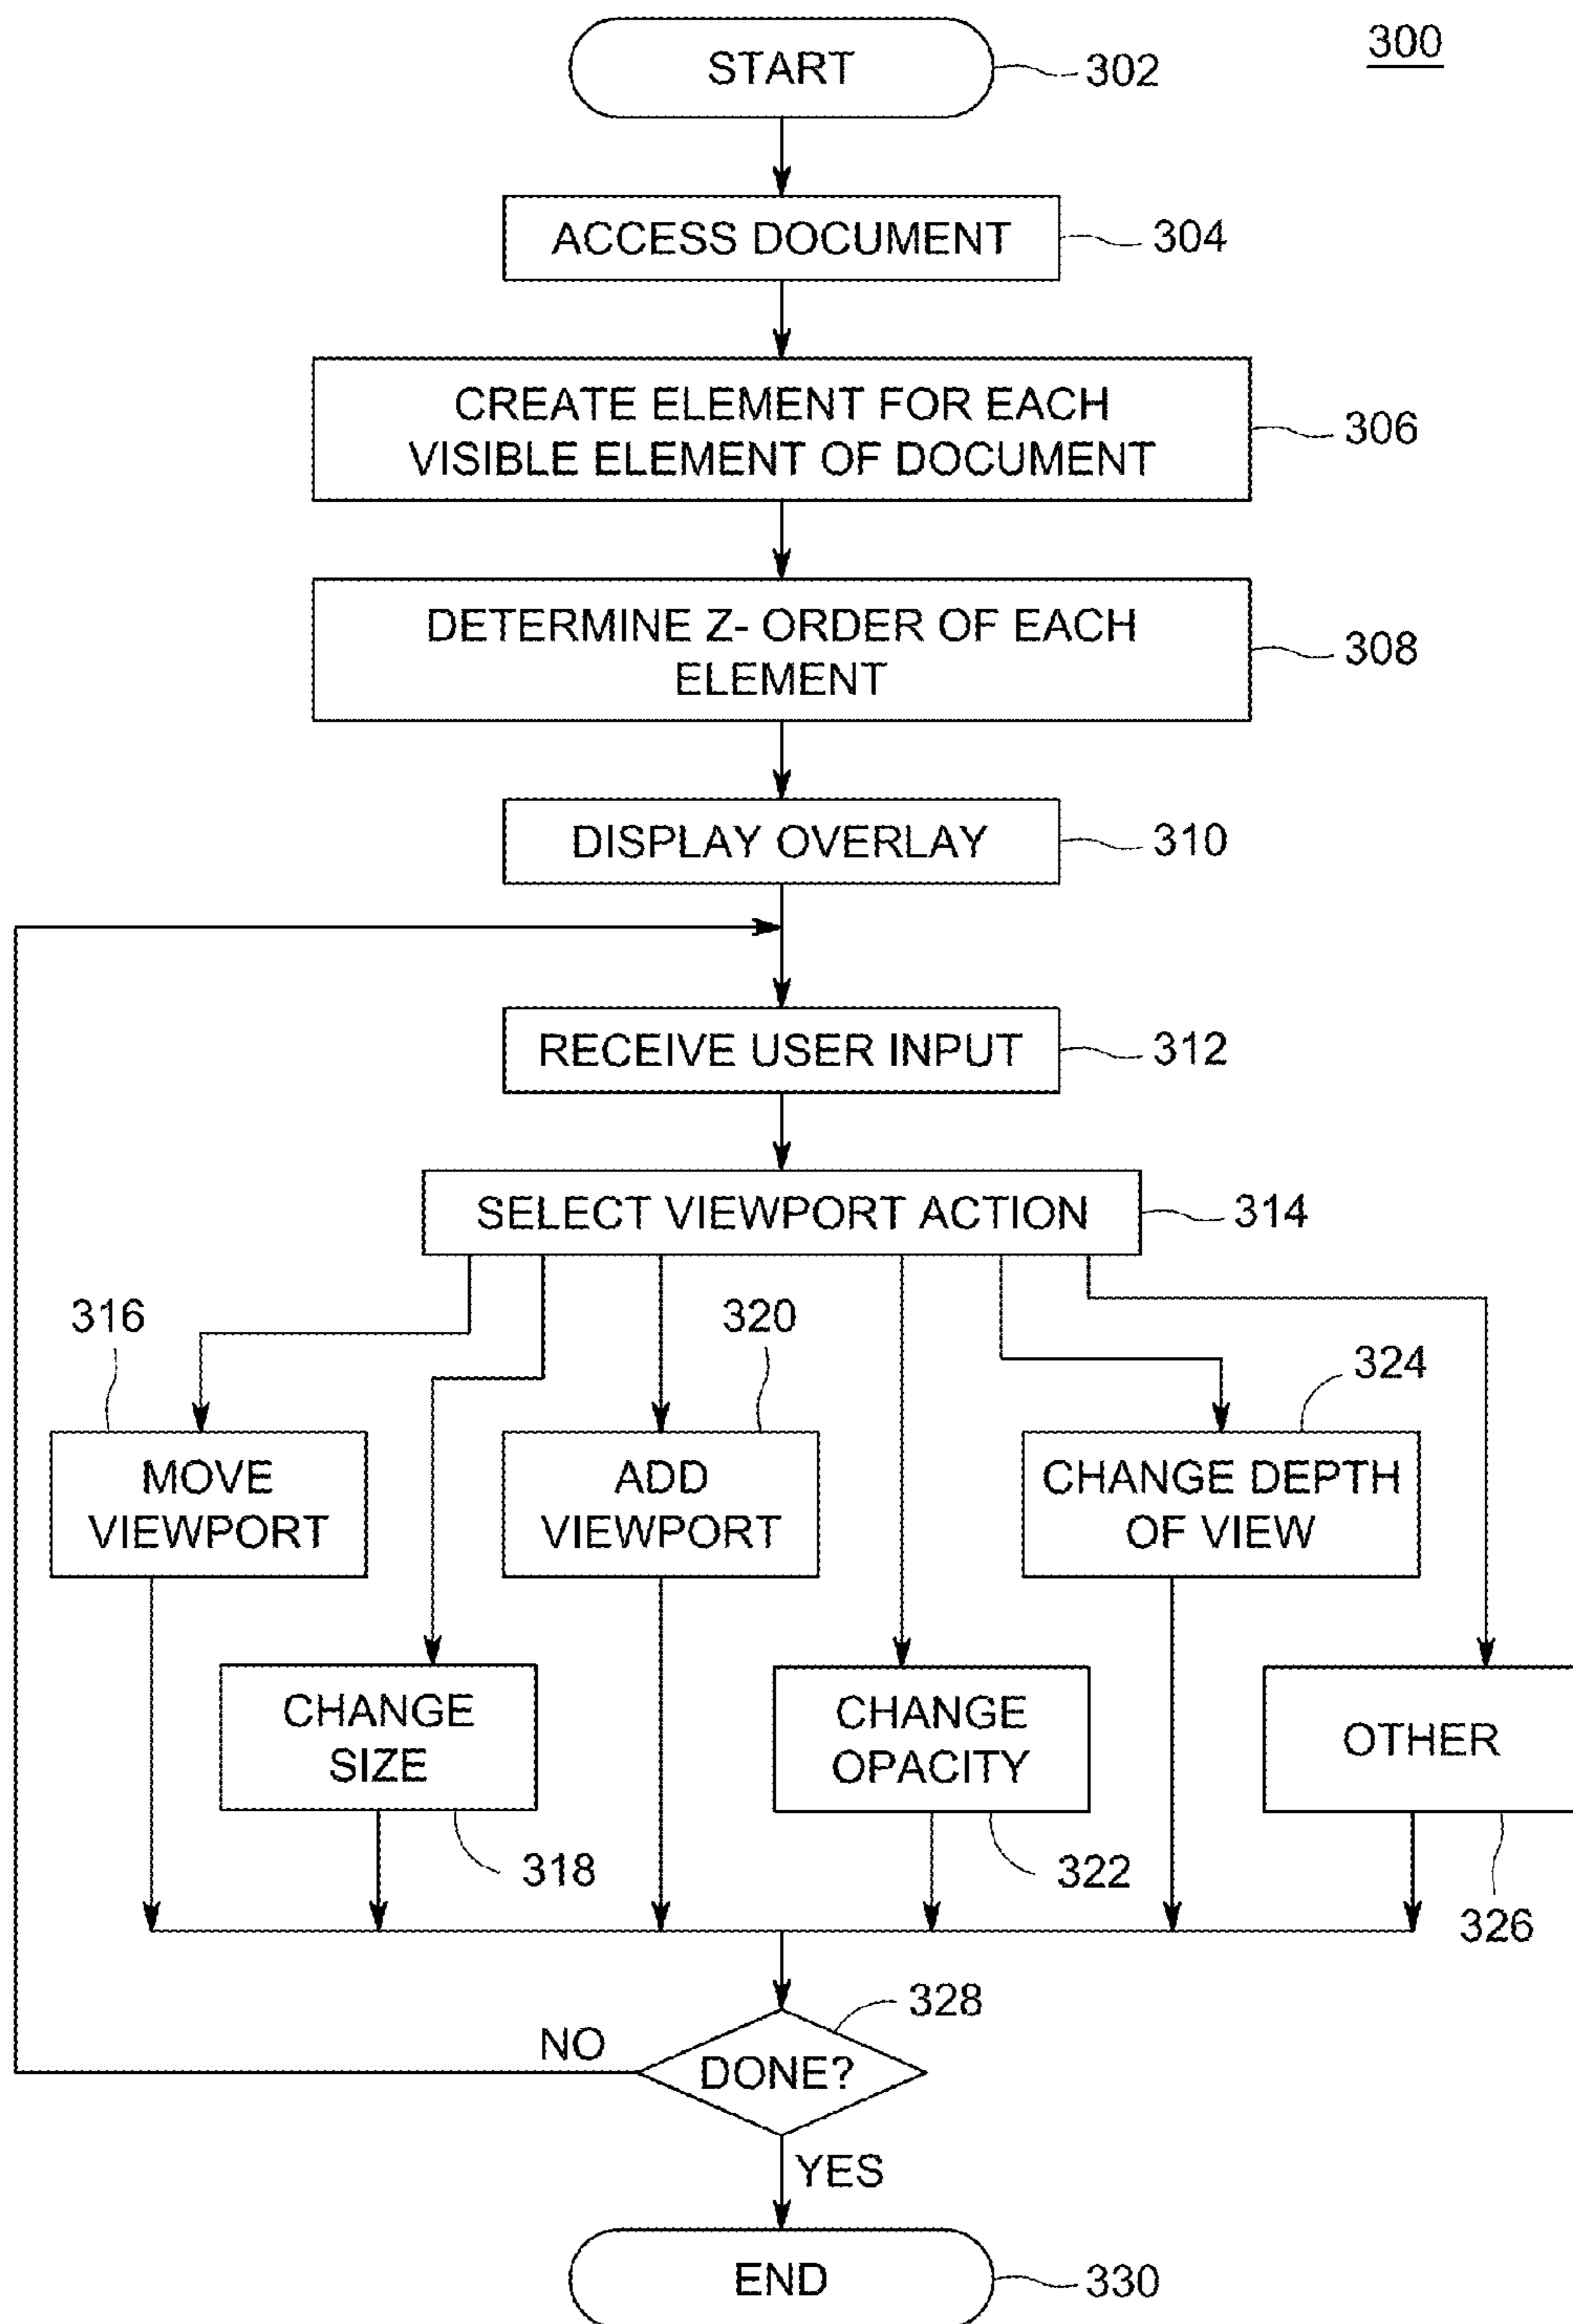 300
START
302
ACCESS DOCUMENT
304
CREATE ELEMENT FOR EACH
VISIBLE ELEMENT OF DOCUMENT
306
DETERMINE Z- ORDER OF EACH
ELEMENT
308
DISPLAY OVERLAY
310
RECEIVE USER INPUT
312
SELECT VIEWPORT ACTION
314
316
MOVE
VIEWPORT
CHANGE
SIZE
318
320
ADD
VIEWPORT
CHANGE
OPACITY
322
324
CHANGE DEPTH
OF VIEW
OTHER
326
328
DONE?
NO
YES
END
330